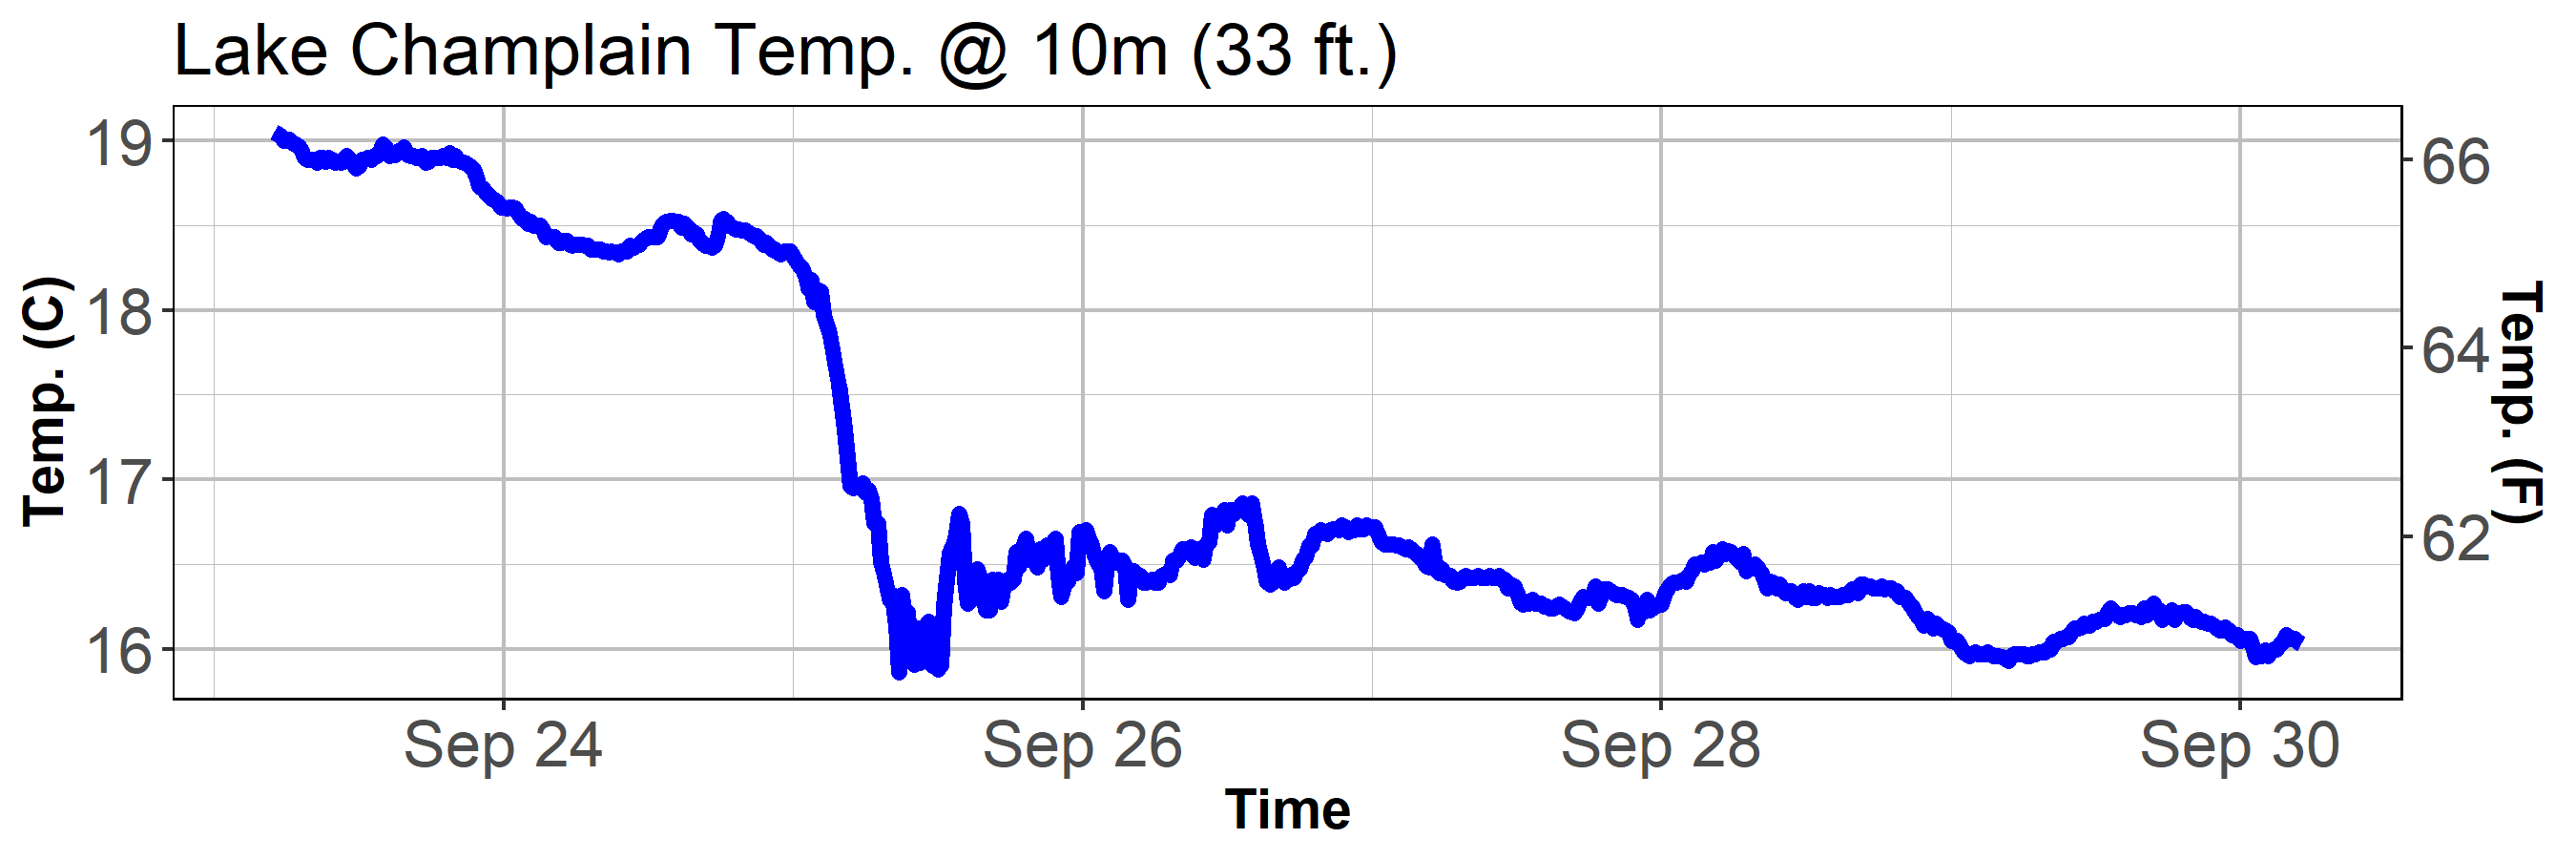 Lake Champlain Temp. @ 10m (33 ft.)
Temp. (C)
19
18
17
16
66
64
62
Temp. (F)
Sep 24 Sep 26 Sep 28 Sep 30
Time